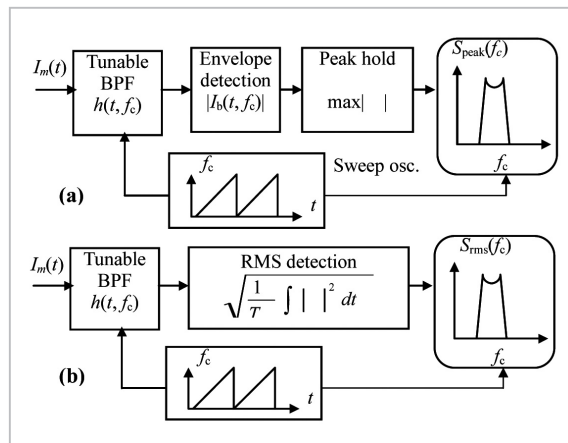 I_m(t)
Tunable
BPF
h(t, f_c)
Envelope
detection
|I_b(t, f_c)|
Peak hold
max|  |
S_peak(f_c)
f_c
f_c
t
Sweep osc.
(a)
I_m(t)
Tunable
BPF
h(t, f_c)
RMS detection
√(1/T ∫ |  |² dt)
S_rms(f_c)
f_c
f_c
t
(b)